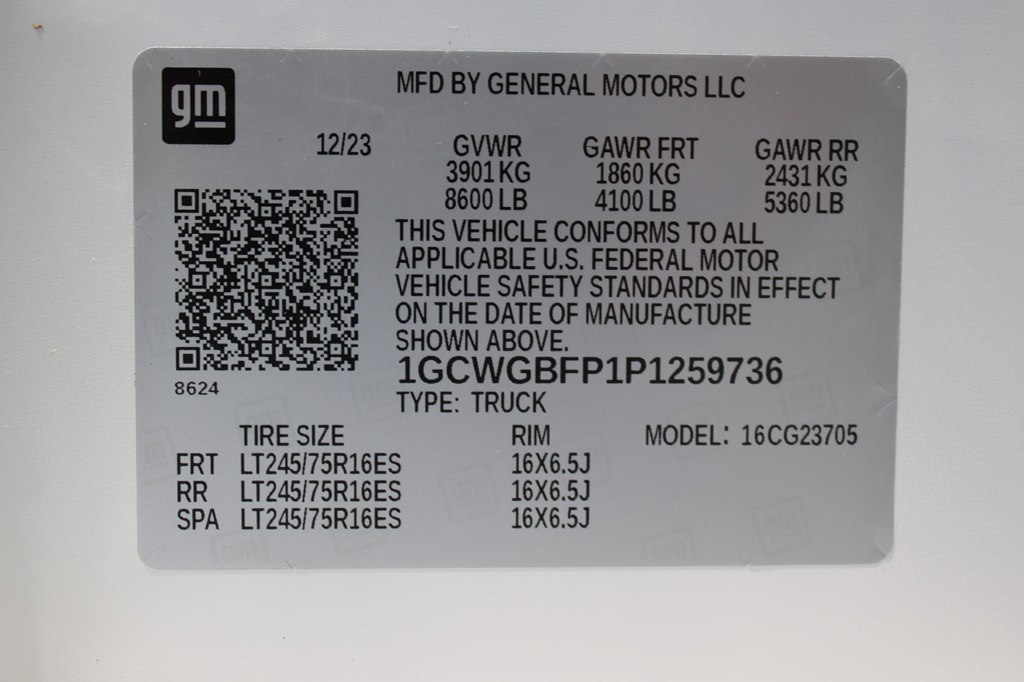 gm
MFD BY GENERAL MOTORS LLC
12/23 GVWR GAWR FRT GAWR RR
3901 KG 1860 KG 2431 KG
8600 LB 4100 LB 5360 LB
THIS VEHICLE CONFORMS TO ALL
APPLICABLE U.S. FEDERAL MOTOR
VEHICLE SAFETY STANDARDS IN EFFECT
ON THE DATE OF MANUFACTURE
SHOWN ABOVE.
8624
1GCWGBFP1P1259736
TYPE: TRUCK
TIRE SIZE RIM MODEL: 16CG23705
FRT LT245/75R16ES 16X6.5J
RR LT245/75R16ES 16X6.5J
SPA LT245/75R16ES 16X6.5J